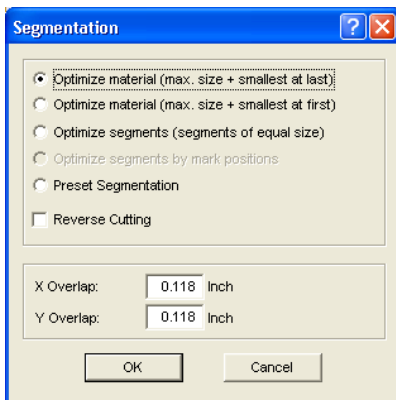 Segmentation
Optimize material (max. size + smallest at last)
Optimize material (max. size + smallest at first)
Optimize segments (segments of equal size)
Optimize segments by mark positions
Preset Segmentation
Reverse Cutting
X Overlap: 0.118 Inch
Y Overlap: 0.118 Inch
OK Cancel